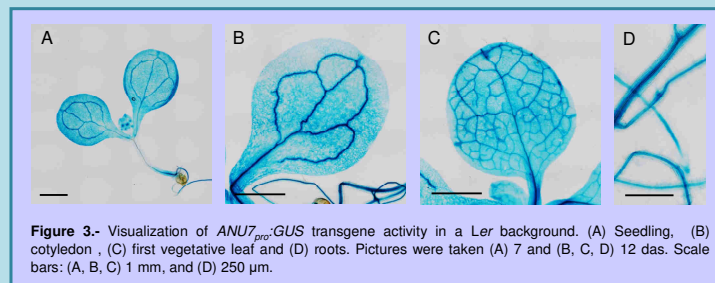 A B C D
Figure 3.- Visualization of ANU7pro:GUS transgene activity in a Ler background. (A) Seedling, (B)
cotyledon , (C) first vegetative leaf and (D) roots. Pictures were taken (A) 7 and (B, C, D) 12 das. Scale
bars: (A, B, C) 1 mm, and (D) 250 µm.